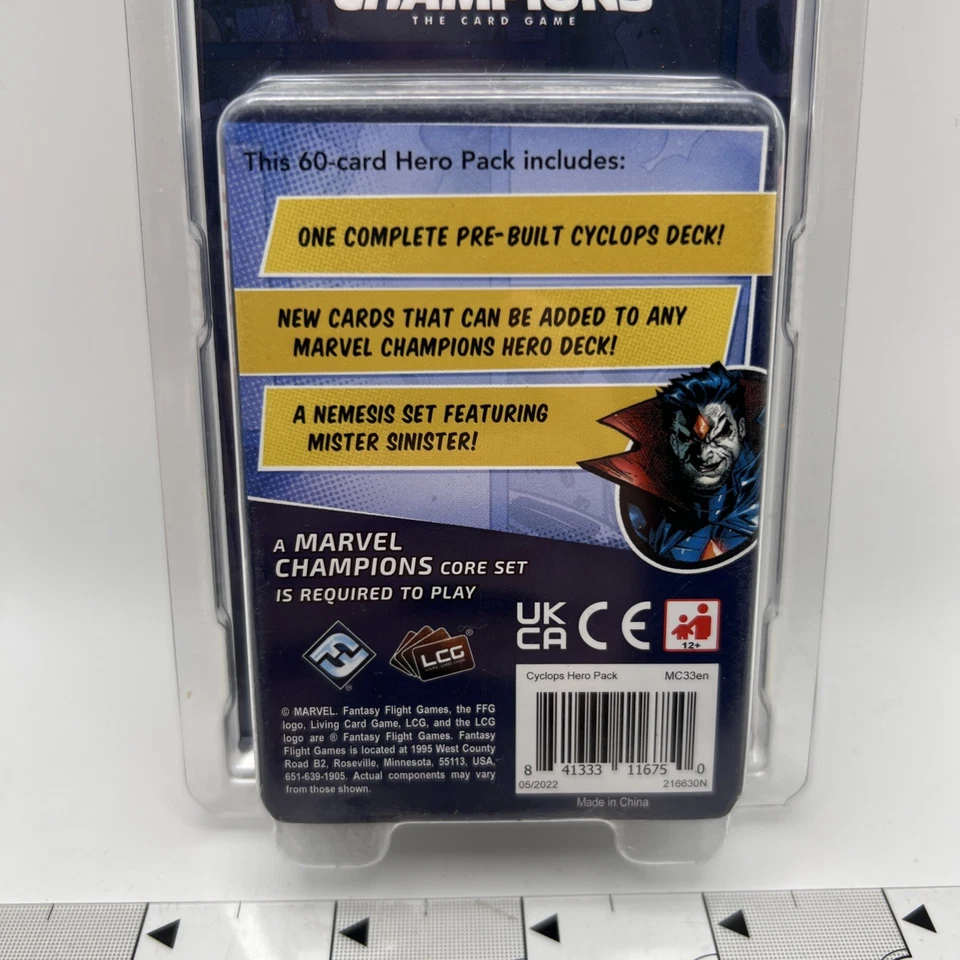 CHAMPIONS
THE CARD GAME
This 60-card Hero Pack includes:
ONE COMPLETE PRE-BUILT CYCLOPS DECK!
NEW CARDS THAT CAN BE ADDED TO ANY
MARVEL CHAMPIONS HERO DECK!
A NEMESIS SET FEATURING
MISTER SINISTER!
A MARVEL
CHAMPIONS CORE SET
IS REQUIRED TO PLAY
UK
CA CE
12+
LCG
®
®
Cyclops Hero Pack MC33en
8 41333 11675 0
05/2022 216630N
Made in China
© MARVEL. Fantasy Flight Games, the FFG
logo, Living Card Game, LCG, and the LCG
logo are ® Fantasy Flight Games. Fantasy
Flight Games is located at 1995 West County
Road B2, Roseville, Minnesota, 55113, USA,
651-639-1905. Actual components may vary
from those shown.